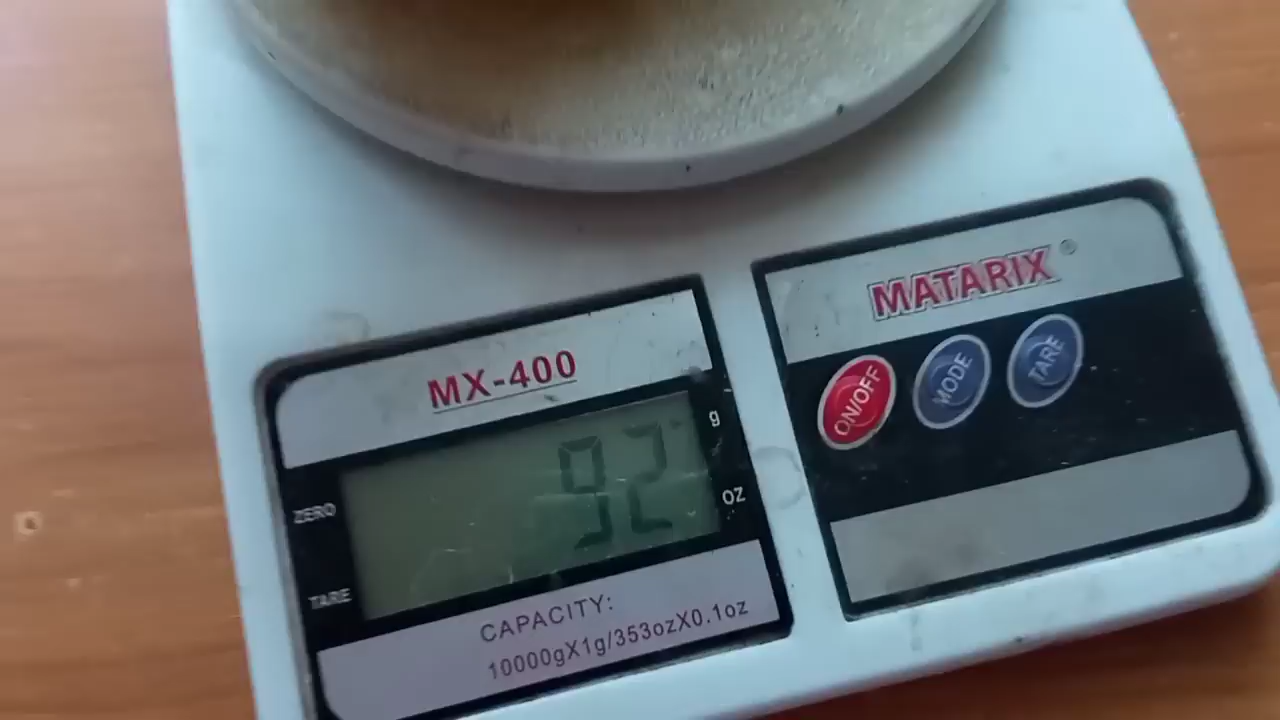 MX-400
92
g
oz
ZERO
TARE
CAPACITY:
10000gX1g/353ozX0.1oz
MATARIX®
ON/OFF
MODE
TARE